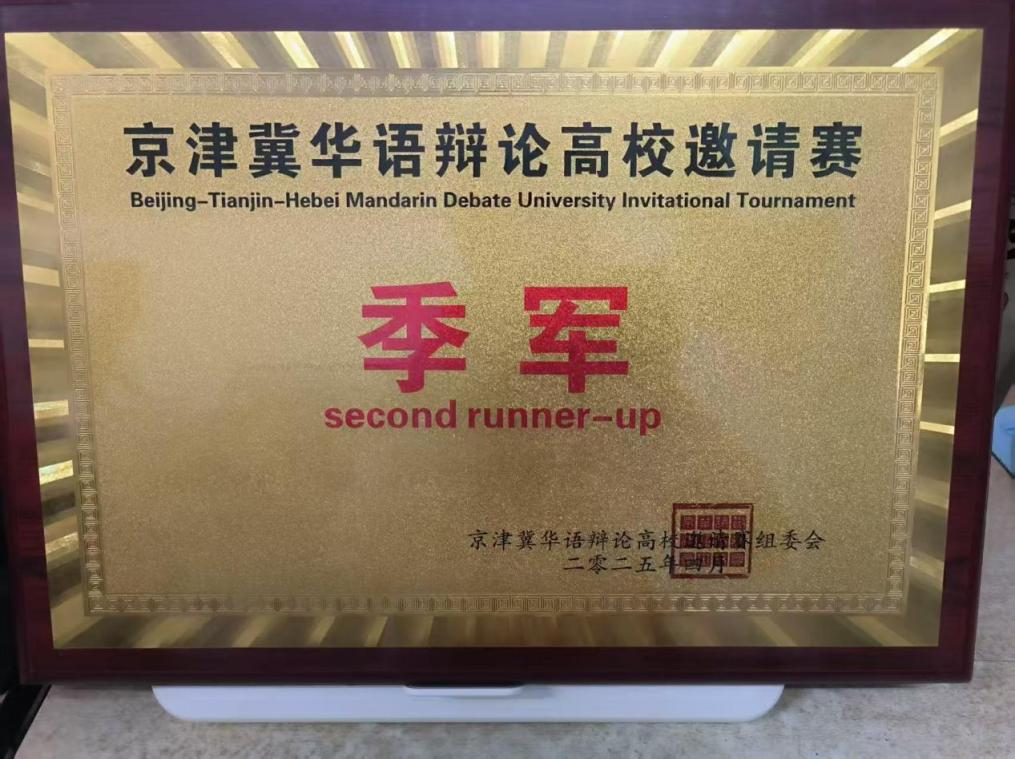 京津冀华语辩论高校邀请赛
Beijing-Tianjin-Hebei Mandarin Debate University Invitational Tournament
季军
second runner-up
京津冀华语辩论高校邀请赛组委会
二零二五年四月